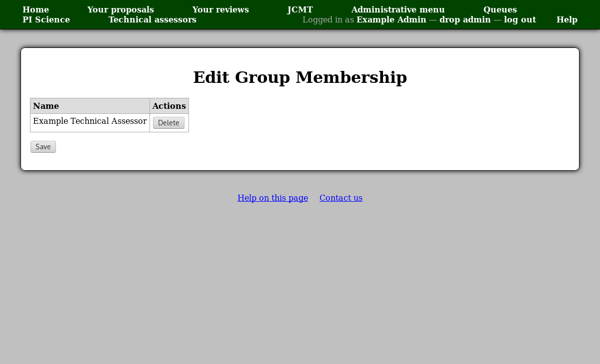 Home Your proposals Your reviews JCMT Administrative menu Queues
PI Science Technical assessors Logged in as Example Admin — drop admin — log out Help
Edit Group Membership
Name Actions
Example Technical Assessor Delete
Save
Help on this page Contact us